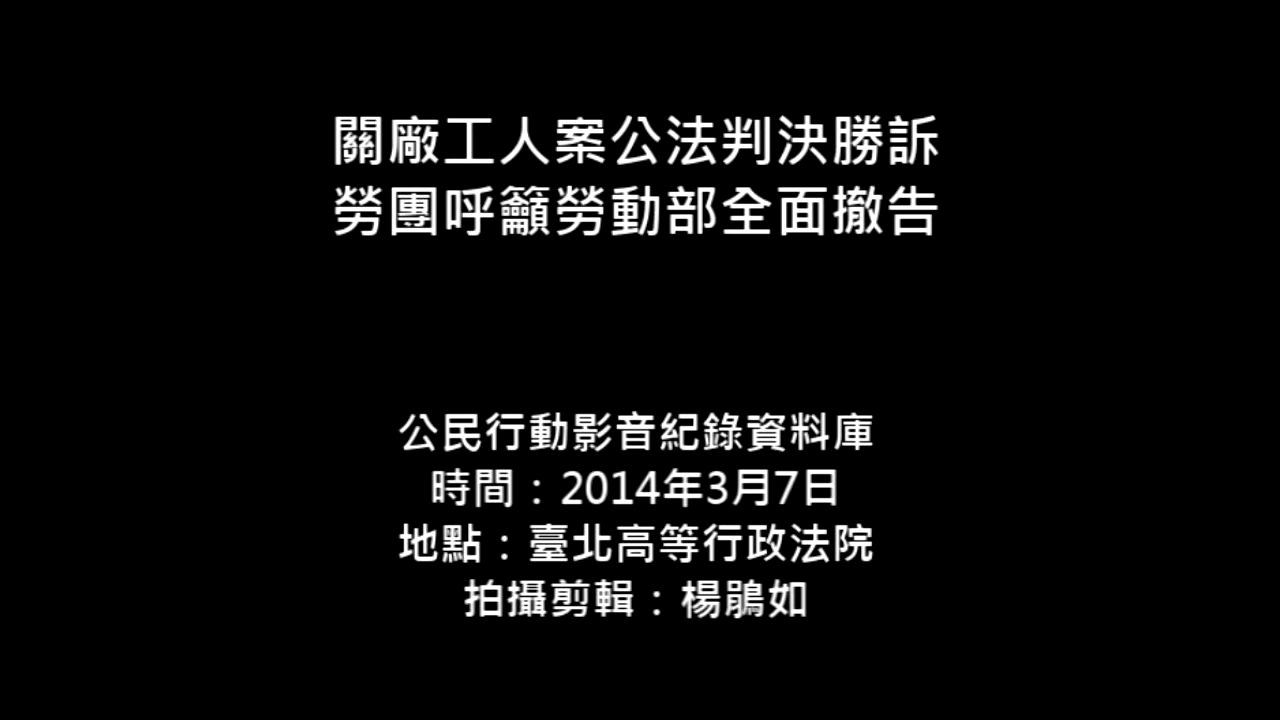 關廠工人案公法判決勝訴
勞團呼籲勞動部全面撤告
公民行動影音紀錄資料庫
時間：2014年3月7日
地點：臺北高等行政法院
拍攝剪輯：楊鵑如